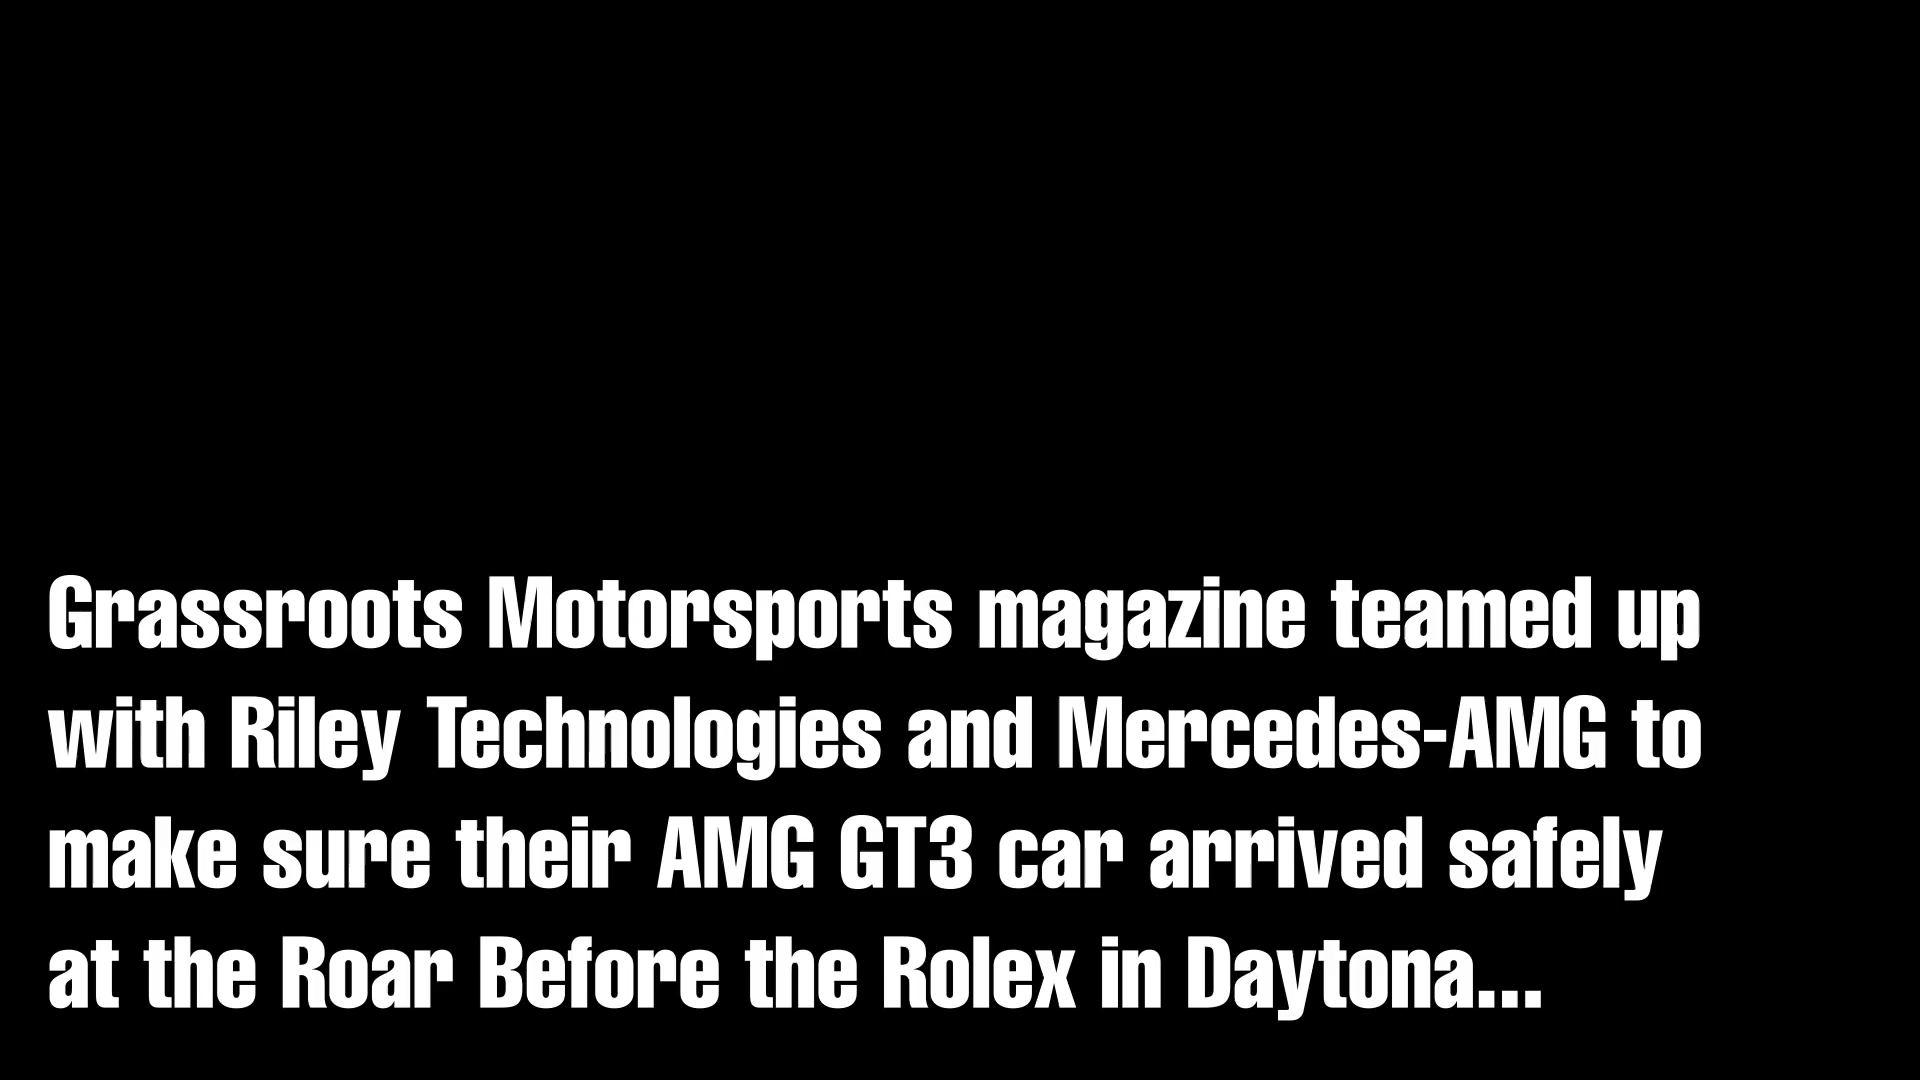 Grassroots Motorsports magazine teamed up
with Riley Technologies and Mercedes-AMG to
make sure their AMG GT3 car arrived safely
at the Roar Before the Rolex in Daytona...